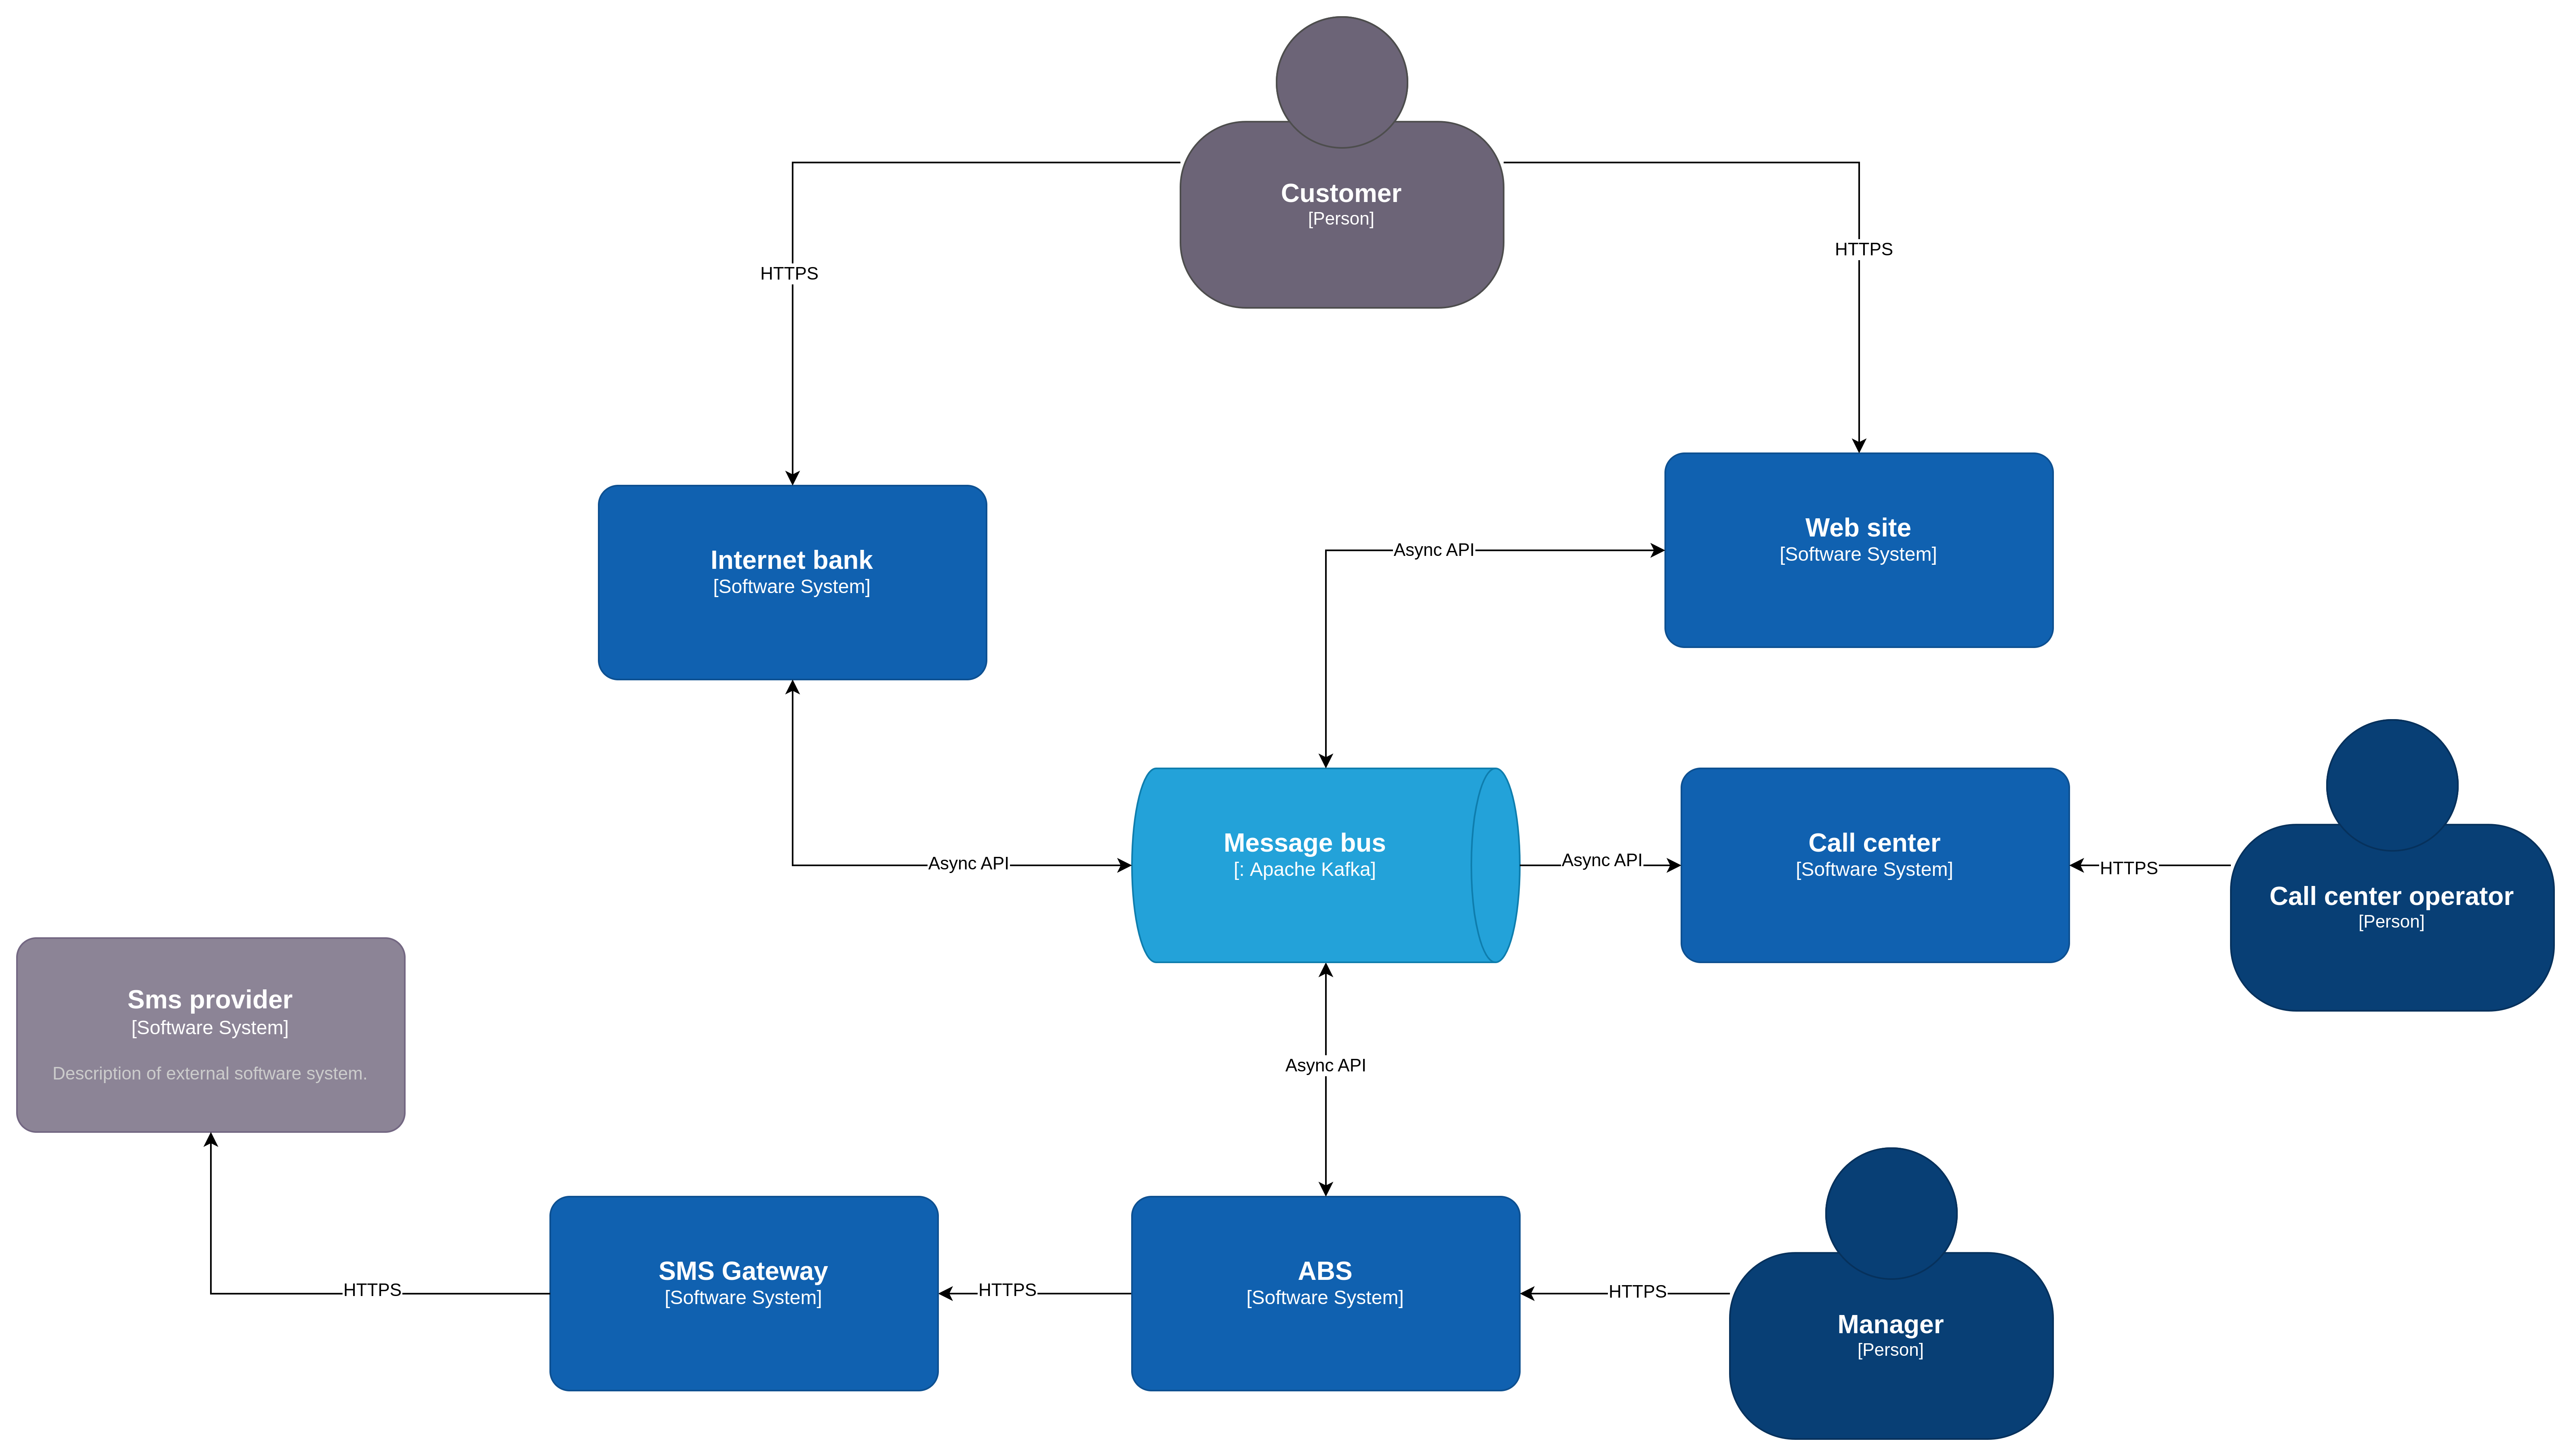 Customer
[Person]
HTTPS
HTTPS
Internet bank
[Software System]
Web site
[Software System]
Async API
Message bus
[: Apache Kafka]
Async API
Async API
Call center
[Software System]
HTTPS
Call center operator
[Person]
Sms provider
[Software System]
Description of external software system.
Async API
SMS Gateway
[Software System]
HTTPS
HTTPS
ABS
[Software System]
HTTPS
Manager
[Person]